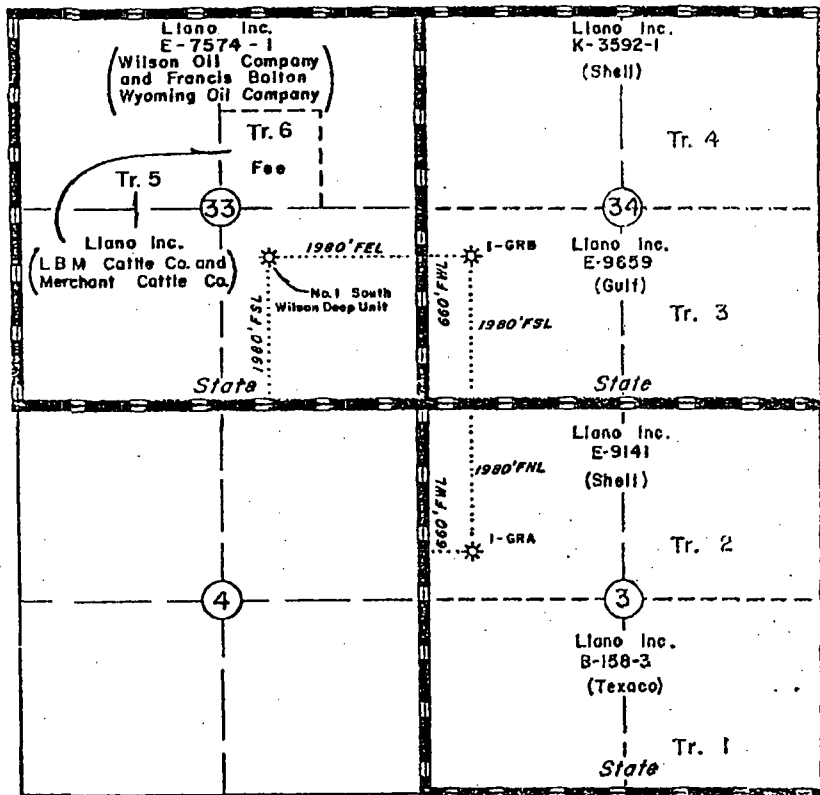 Llano Inc.
E-7574-1
(Wilson Oil Company
and Francis Bolton
Wyoming Oil Company)
Tr. 6
Fee
Tr. 5
33
Llano Inc.
(L B M Cattle Co. and
Merchant Cattle Co.)
1980' FEL
No. 1 South
Wilson Deep Unit
1980' FSL
State
Llano Inc.
K-3592-1
(Shell)
Tr. 4
34
1-GRB
660' FWL
1980' FSL
Llano Inc.
E-9659
(Gulf)
Tr. 3
State
4
Llano Inc.
E-9141
(Shell)
1980' FNL
660' FWL
1-GRA
Tr. 2
3
Llano Inc.
B-158-3
(Texaco)
Tr. 1
State